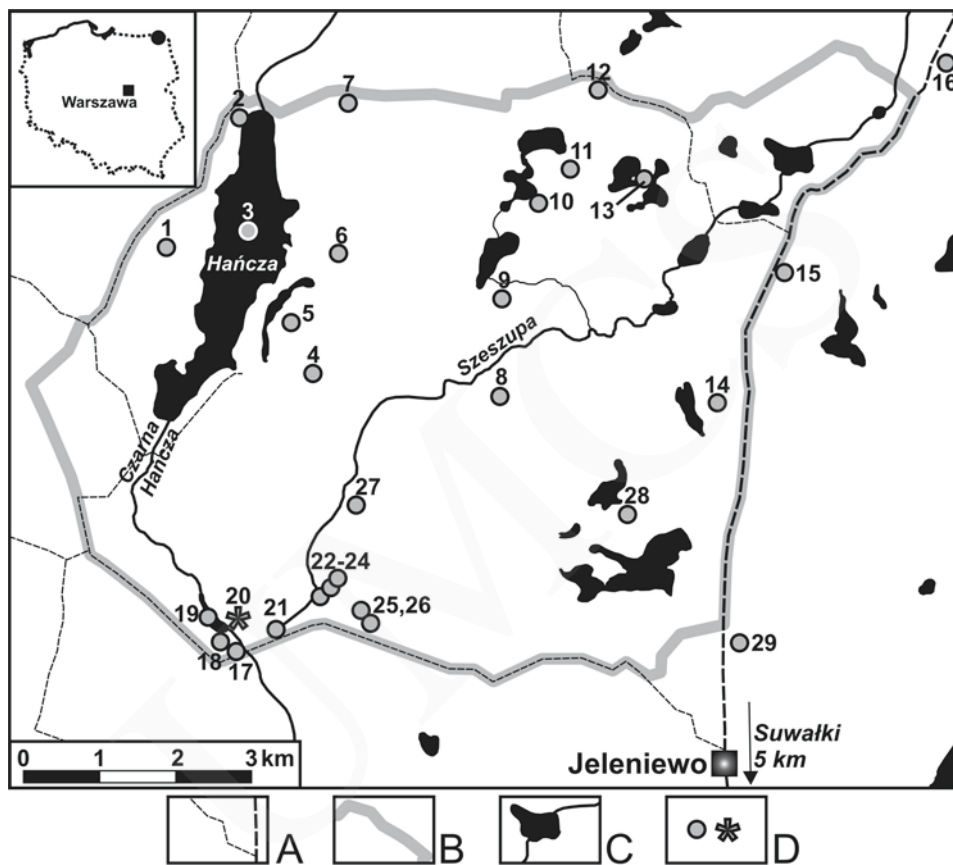 Warszawa
2
7
12
16
11
10
13
3
Hańcza
1
6
5
9
15
Szeszupa
4
8
14
Czarna
Hańcza
27
28
22-24
20
19
21
25,26
18
17
29
0 1 2 3 km
Suwałki
5 km
Jeleniewo
A
B
C
D
UMCS